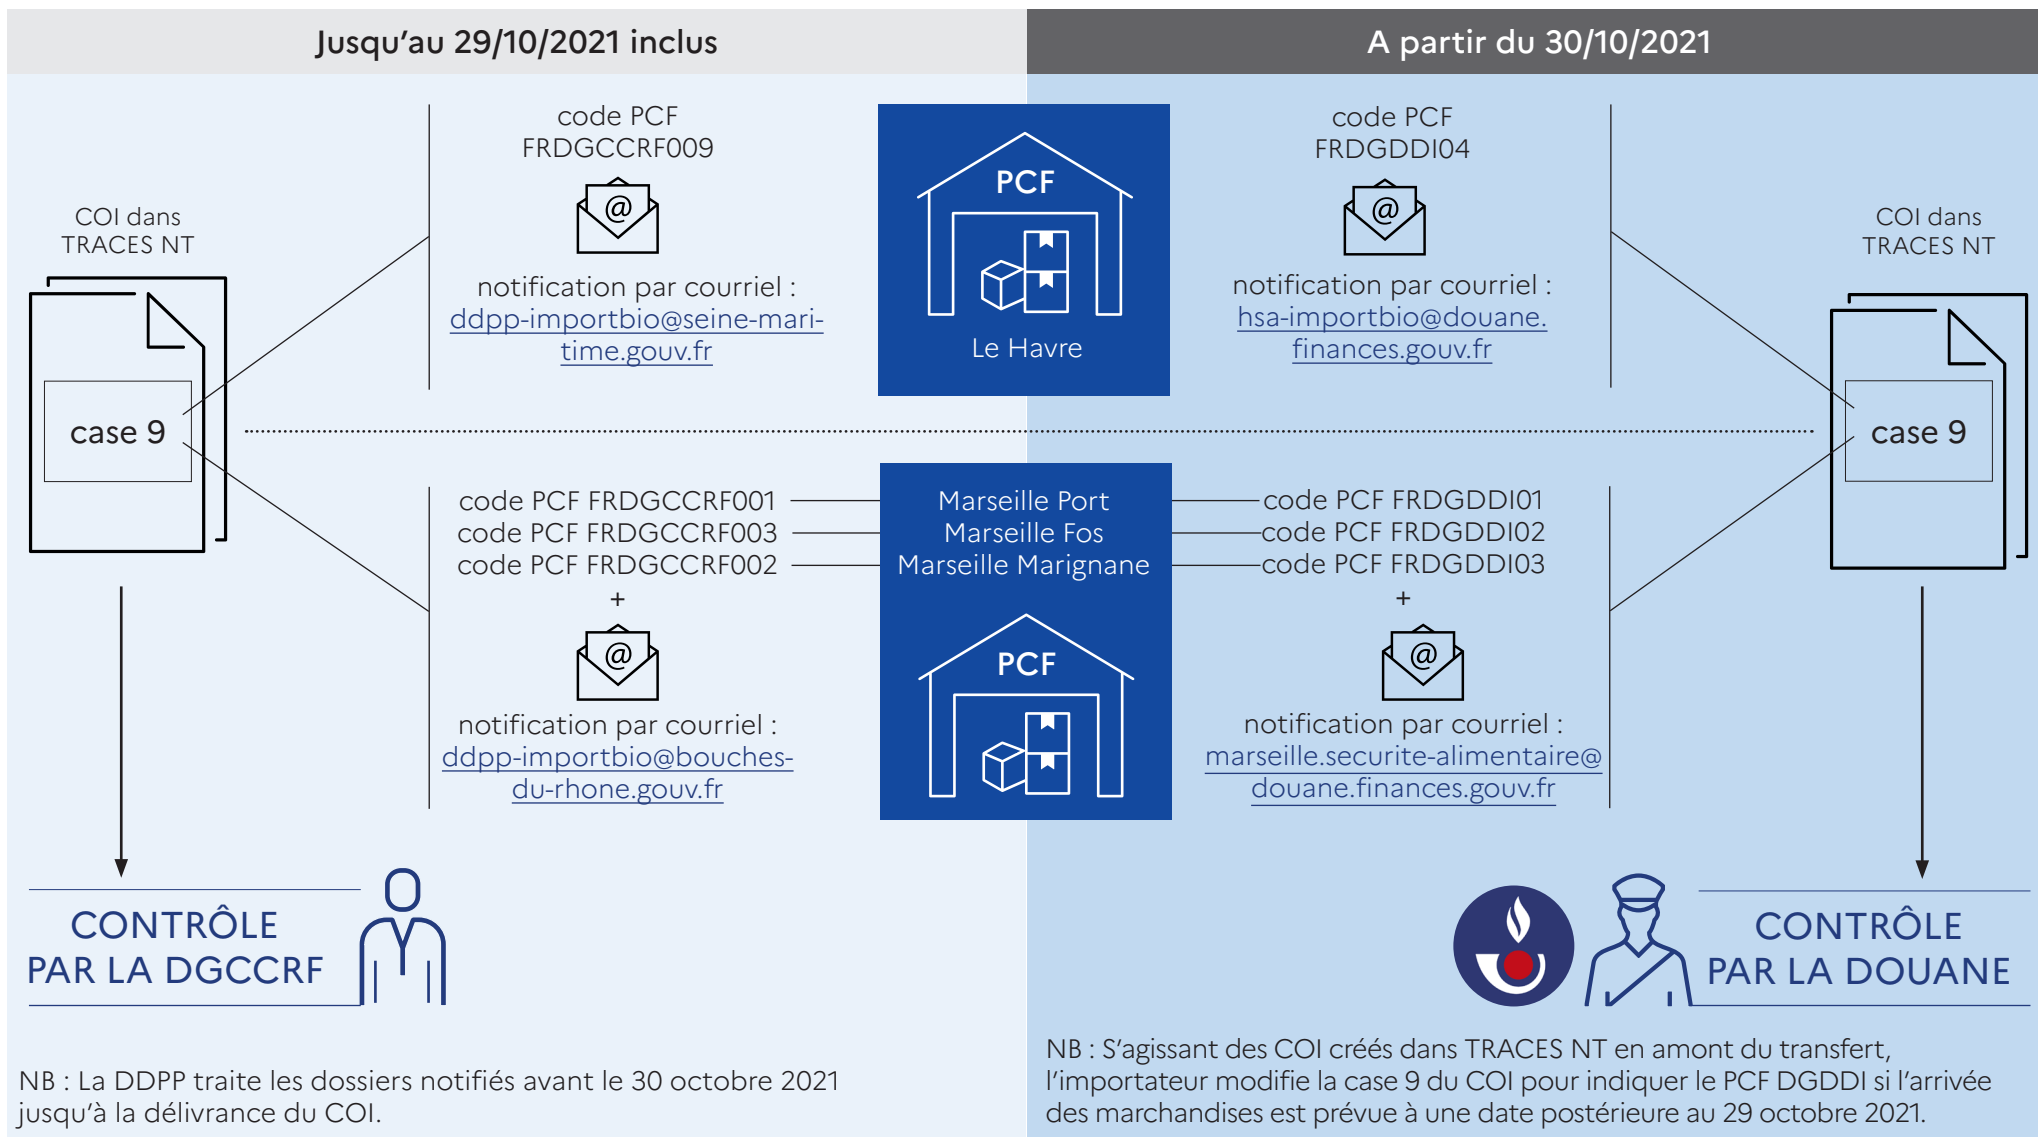 Jusqu'au 29/10/2021 inclus
A partir du 30/10/2021
COI dans
TRACES NT
case 9
code PCF
FRDGCCRF009
@
notification par courriel :
ddpp-importbio@seine-mari-
time.gouv.fr
PCF
Le Havre
code PCF
FRDGDDI04
@
notification par courriel :
hsa-importbio@douane.
finances.gouv.fr
COI dans
TRACES NT
case 9
code PCF FRDGCCRF001
code PCF FRDGCCRF003
code PCF FRDGCCRF002
+
@
notification par courriel :
ddpp-importbio@bouches-
du-rhone.gouv.fr
Marseille Port
Marseille Fos
Marseille Marignane
PCF
code PCF FRDGDDI01
code PCF FRDGDDI02
code PCF FRDGDDI03
+
@
notification par courriel :
marseille.securite-alimentaire@
douane.finances.gouv.fr
CONTRÔLE
PAR LA DGCCRF
CONTRÔLE
PAR LA DOUANE
NB : La DDPP traite les dossiers notifiés avant le 30 octobre 2021
jusqu'à la délivrance du COI.
NB : S'agissant des COI créés dans TRACES NT en amont du transfert,
l'importateur modifie la case 9 du COI pour indiquer le PCF DGDDI si l'arrivée
des marchandises est prévue à une date postérieure au 29 octobre 2021.